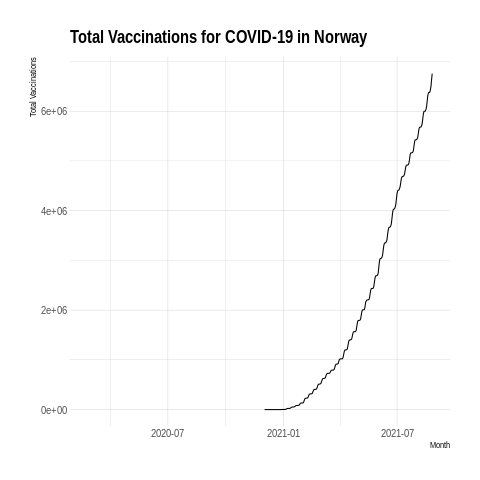 Total Vaccinations for COVID-19 in Norway
Total Vaccinations
6e+06
4e+06
2e+06
0e+00
2020-07
2021-01
2021-07
Month